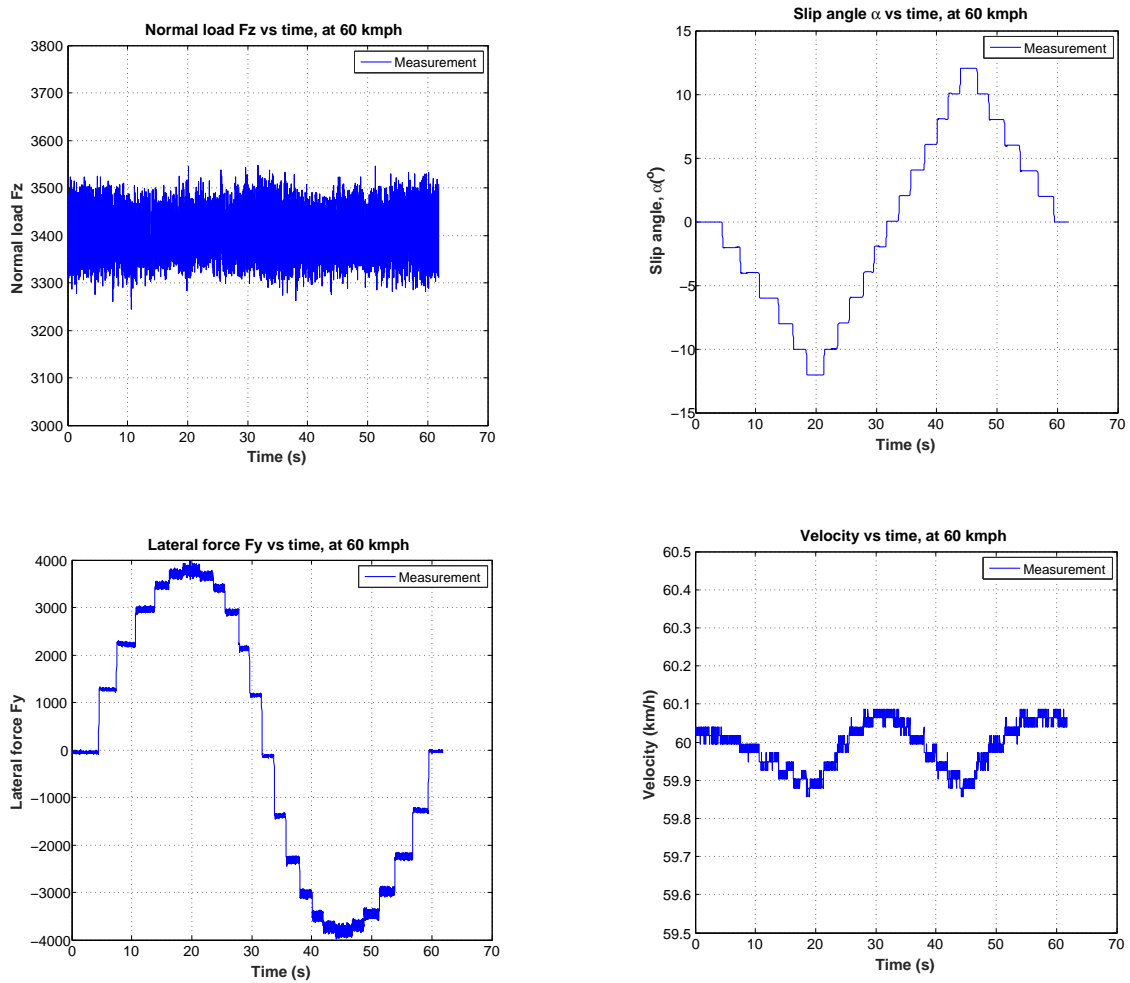 Normal load Fz vs time, at 60 kmph
Measurement
Normal load Fz
3800
3700
3600
3500
3400
3300
3200
3100
3000
0 10 20 30 40 50 60 70
Time (s)
Slip angle α vs time, at 60 kmph
Measurement
Slip angle, α(º)
15
10
5
0
−5
−10
−15
0 10 20 30 40 50 60 70
Time (s)
Lateral force Fy vs time, at 60 kmph
Measurement
Lateral force Fy
4000
3000
2000
1000
0
−1000
−2000
−3000
−4000
0 10 20 30 40 50 60 70
Time (s)
Velocity vs time, at 60 kmph
Measurement
Velocity (km/h)
60.5
60.4
60.3
60.2
60.1
60
59.9
59.8
59.7
59.6
59.5
0 10 20 30 40 50 60 70
Time (s)